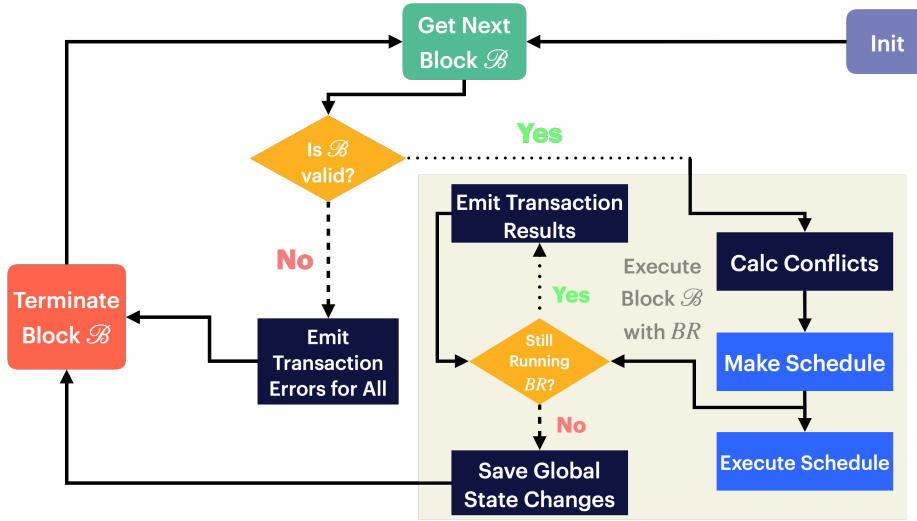 Get Next
Block ℬ
Init
Is ℬ
valid?
Yes
No
Emit Transaction
Results
Calc Conflicts
Execute
Block ℬ
with BR
Yes
Terminate
Block ℬ
Emit
Transaction
Errors for All
Still
Running
BR?
Make Schedule
No
Save Global
State Changes
Execute Schedule